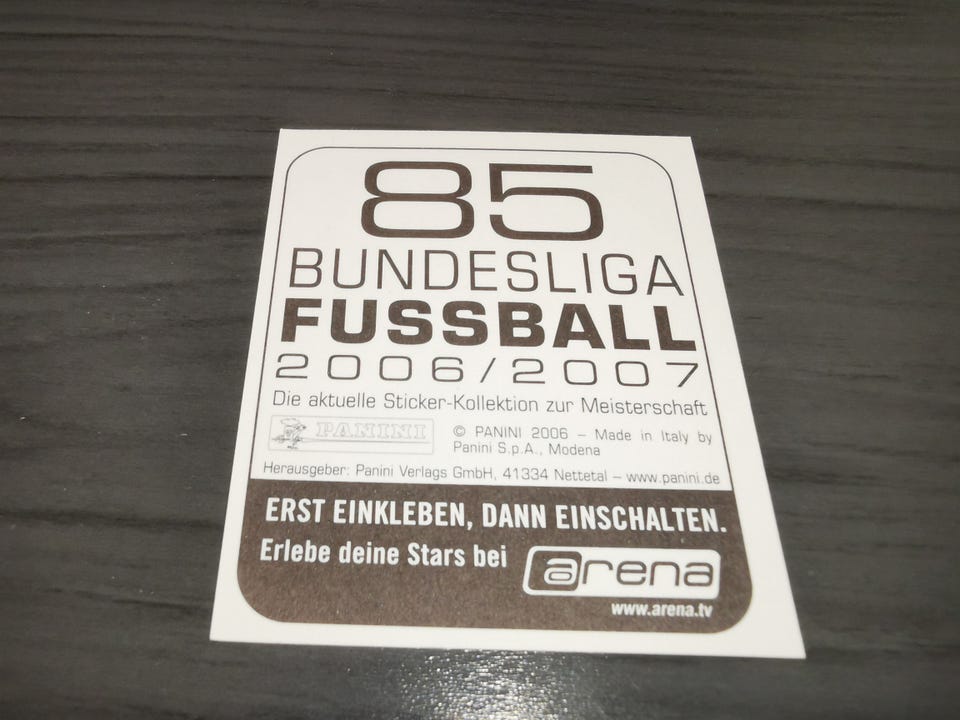 85
BUNDESLIGA
FUSSBALL
2006/2007
Die aktuelle Sticker-Kollektion zur Meisterschaft
PANINI
© PANINI 2006 – Made in Italy by
Panini S.p.A., Modena
Herausgeber: Panini Verlags GmbH, 41334 Nettetal – www.panini.de
ERST EINKLEBEN, DANN EINSCHALTEN.
Erlebe deine Stars bei
arena
www.arena.tv